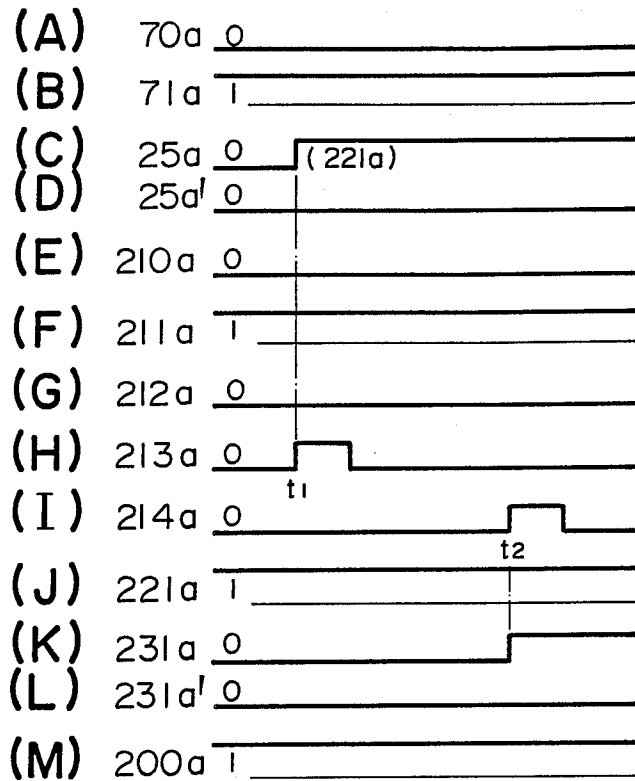 (A) 70a 0
(B) 71a 1
(C) 25a 0 (221a)
(D) 25a' 0
(E) 210a 0
(F) 211a 1
(G) 212a 0
(H) 213a 0
t1
(I) 214a 0
t2
(J) 221a 1
(K) 231a 0
(L) 231a' 0
(M) 200a 1